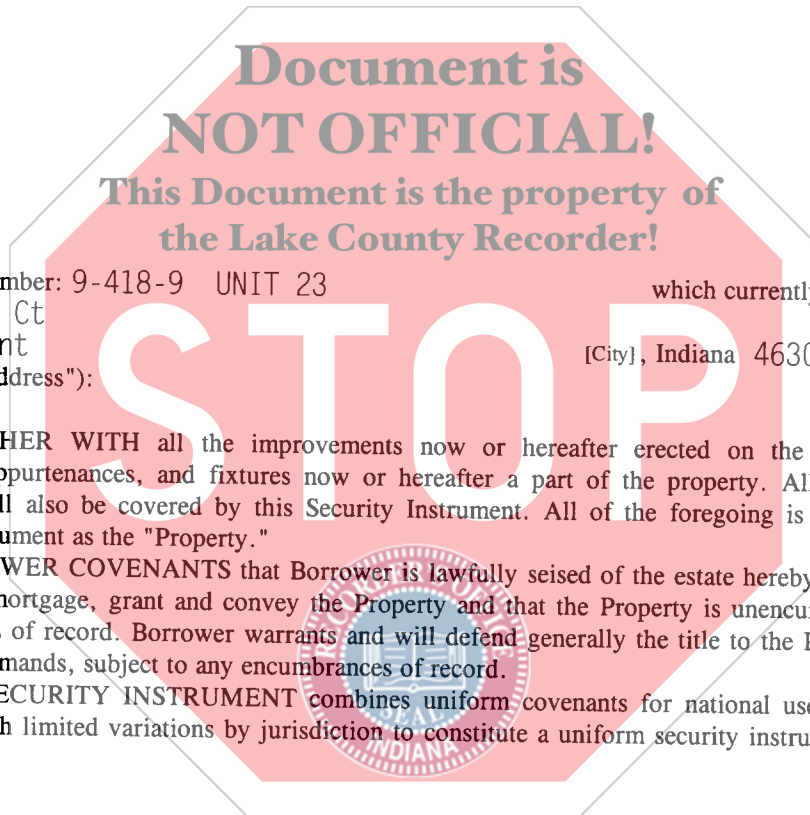 Document is
NOT OFFICIAL!
This Document is the property of
the Lake County Recorder!
mber: 9-418-9 UNIT 23 which currently
Ct
nt [City], Indiana 4630
ddress"):
STOP
HER WITH all the improvements now or hereafter erected on the
ppurtenances, and fixtures now or hereafter a part of the property. All
ll also be covered by this Security Instrument. All of the foregoing is
ument as the "Property."
WER COVENANTS that Borrower is lawfully seised of the estate hereby
nortgage, grant and convey the Property and that the Property is unencu
of record. Borrower warrants and will defend generally the title to the P
mands, subject to any encumbrances of record.
ECURITY INSTRUMENT combines uniform covenants for national use
h limited variations by jurisdiction to constitute a uniform security instru
SEAL
INDIANA